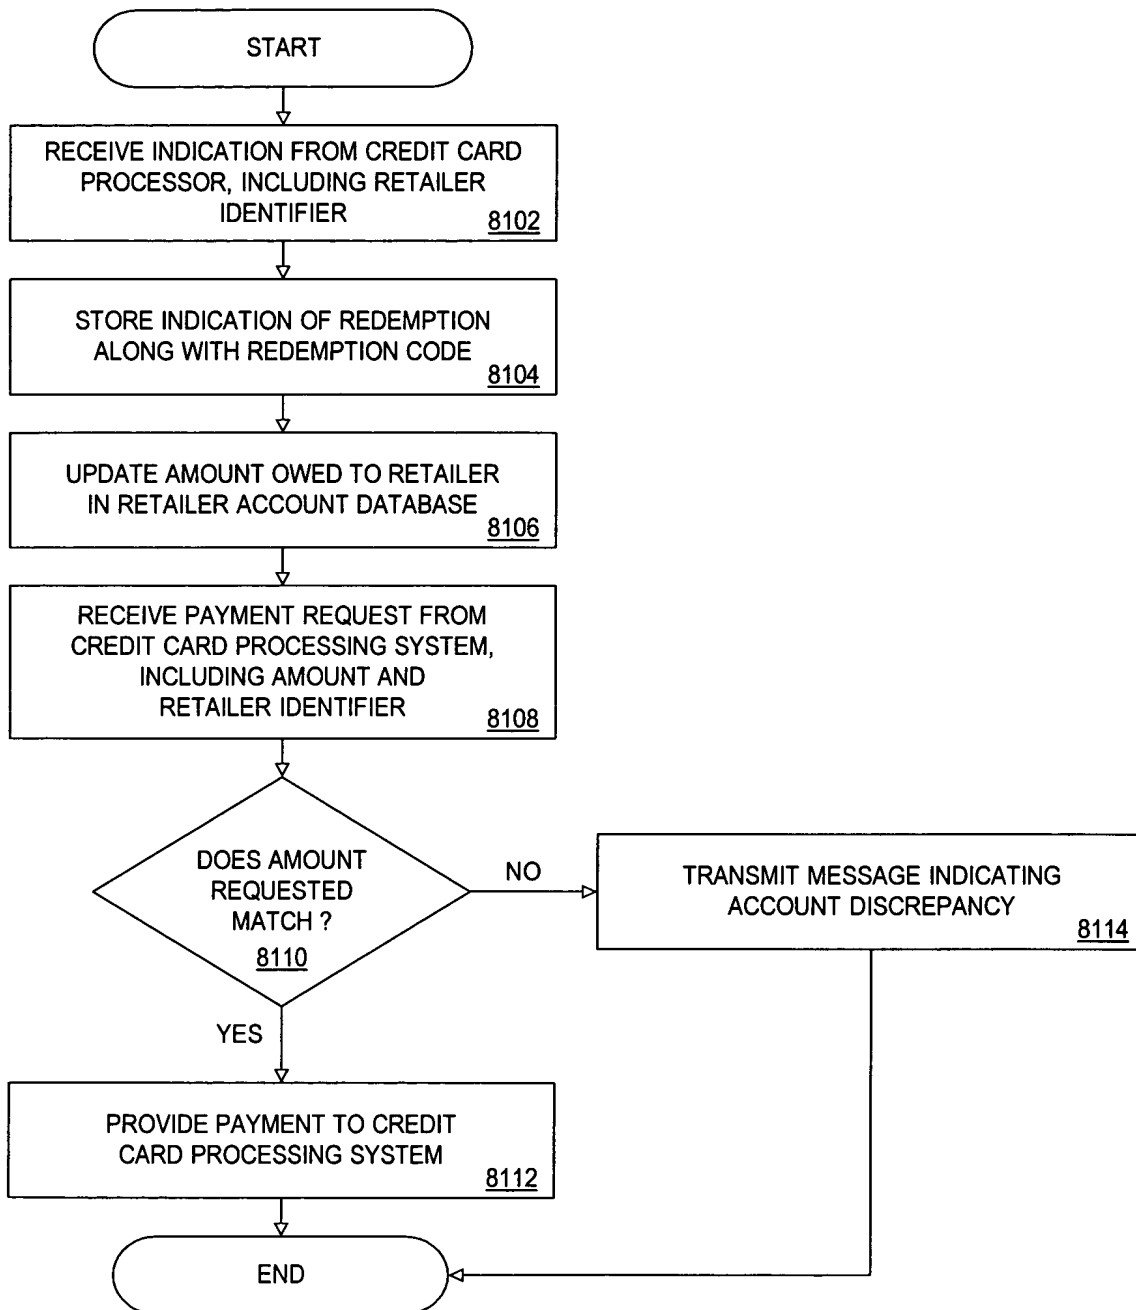 START
RECEIVE INDICATION FROM CREDIT CARD
PROCESSOR, INCLUDING RETAILER
IDENTIFIER
8102
STORE INDICATION OF REDEMPTION
ALONG WITH REDEMPTION CODE
8104
UPDATE AMOUNT OWED TO RETAILER
IN RETAILER ACCOUNT DATABASE
8106
RECEIVE PAYMENT REQUEST FROM
CREDIT CARD PROCESSING SYSTEM,
INCLUDING AMOUNT AND
RETAILER IDENTIFIER
8108
DOES AMOUNT
REQUESTED
MATCH ?
8110
NO
TRANSMIT MESSAGE INDICATING
ACCOUNT DISCREPANCY
8114
YES
PROVIDE PAYMENT TO CREDIT
CARD PROCESSING SYSTEM
8112
END